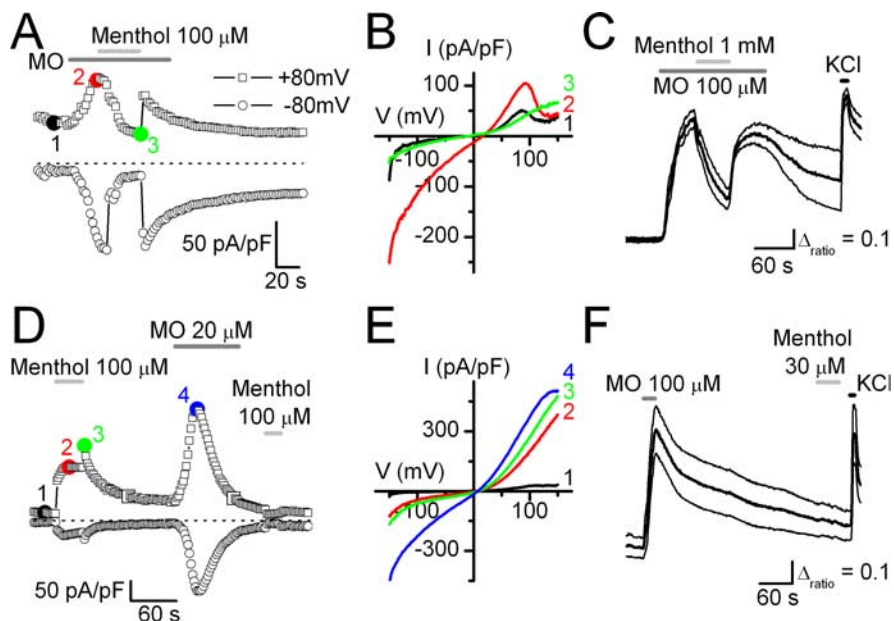 A
Menthol 100 μM
MO
2
1
3
+80mV
-80mV
50 pA/pF
20 s
B
I (pA/pF)
100
3
2
1
V (mV)
-100
100
-100
-200
C
Menthol 1 mM
MO 100 μM
KCl
60 s
Δratio = 0.1
D
MO 20 μM
Menthol 100 μM
Menthol
100 μM
1
2
3
4
50 pA/pF
60 s
E
I (pA/pF)
4
3
2
1
300
V (mV)
-100
100
-300
F
Menthol
30 μM
MO 100 μM
KCl
60 s
Δratio = 0.1